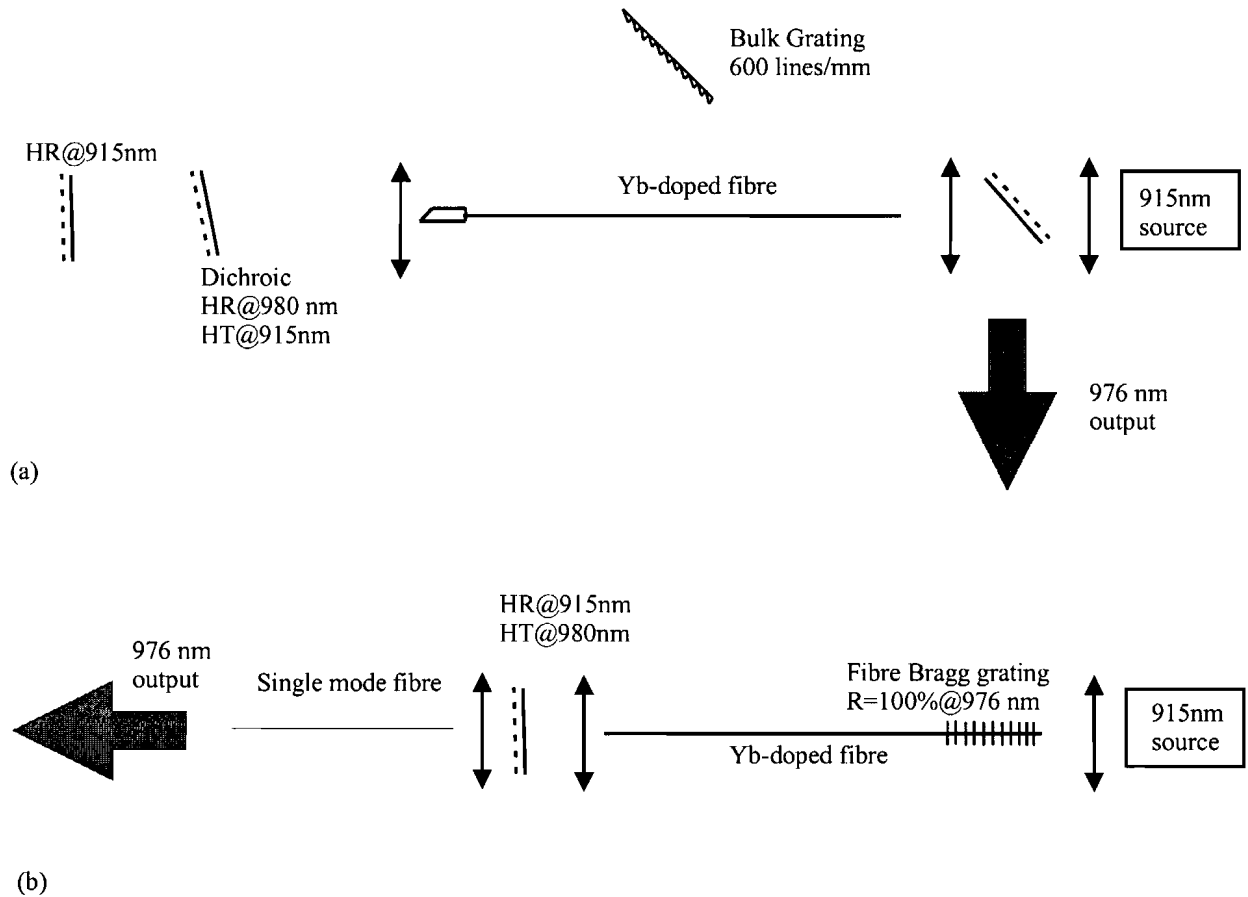 Bulk Grating
600 lines/mm
HR@915nm
Dichroic
HR@980 nm
HT@915nm
Yb-doped fibre
915nm
source
976 nm
output
(a)
HR@915nm
HT@980nm
976 nm
output
Single mode fibre
Fibre Bragg grating
R=100%@976 nm
Yb-doped fibre
915nm
source
(b)